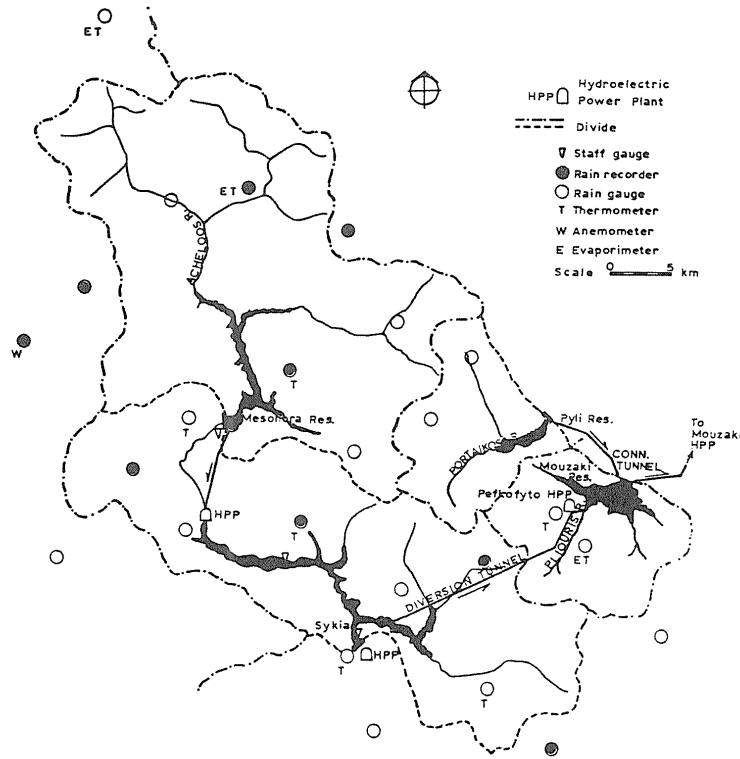 ET
HPP Hydroelectric
Power Plant
Divide
Staff gauge
Rain recorder
Rain gauge
T Thermometer
W Anemometer
E Evaporimeter
Scale 0 5 km
ET
ACHELOOS R.
W
T
T
Mesohora Res.
PORTAIKOS R.
Pyli Res.
To
Mouzaki
HPP
CONN.
TUNNEL
Mouzaki
Res.
Pefkofyto HPP
T
PLIOURIS R.
ET
HPP
T
DIVERSION TUNNEL
Sykia
T
HPP
T